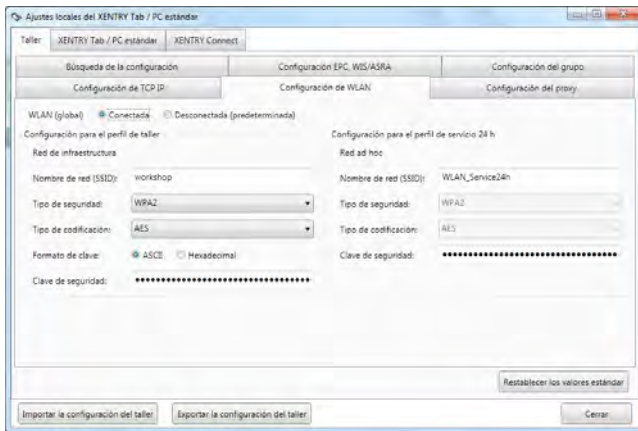 Ajustes locales del XENTRY Tab / PC estándar
Taller XENTRY Tab / PC estándar XENTRY Connect
Búsqueda de la configuración Configuración EPC, WIS/ASRA Configuración del grupo
Configuración de TCP IP Configuración de WLAN Configuración del proxy
WLAN (global) Conectada Desconectada (predeterminada)
Configuración para el perfil de taller Configuración para el perfil de servicio 24 h
Red de infraestructura Red ad hoc
Nombre de red (SSID): workshop Nombre de red (SSID): WLAN_Service24h
Tipo de seguridad: WPA2 Tipo de seguridad: WPA2
Tipo de codificación: AES Tipo de codificación: AES
Formato de clave: ASCE Hexadecimal Clave de seguridad:
Clave de seguridad:
Restablecer los valores estándar
Importar la configuración del taller Exportar la configuración del taller Cerrar